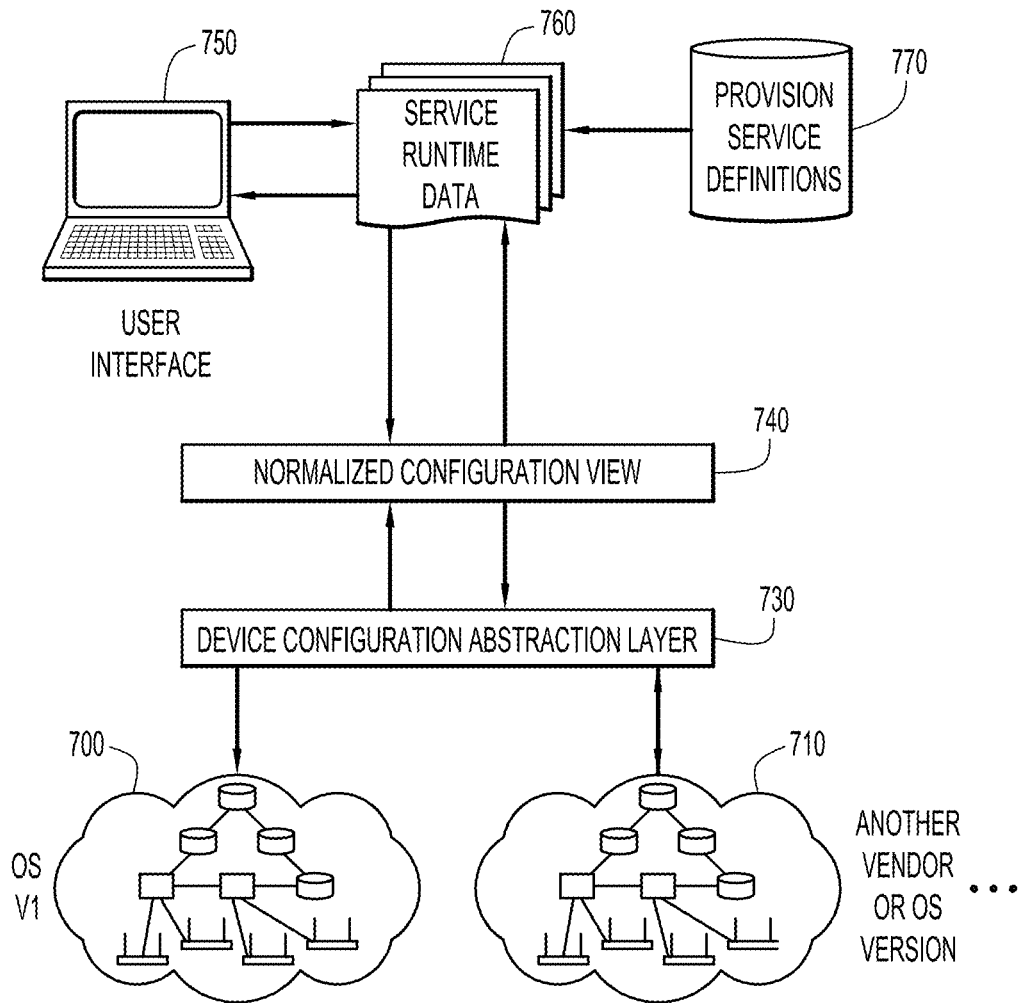 750
760
770
SERVICE
RUNTIME
DATA
PROVISION
SERVICE
DEFINITIONS
USER
INTERFACE
740
NORMALIZED CONFIGURATION VIEW
730
DEVICE CONFIGURATION ABSTRACTION LAYER
700
710
OS
V1
ANOTHER
VENDOR
OR OS
VERSION
...